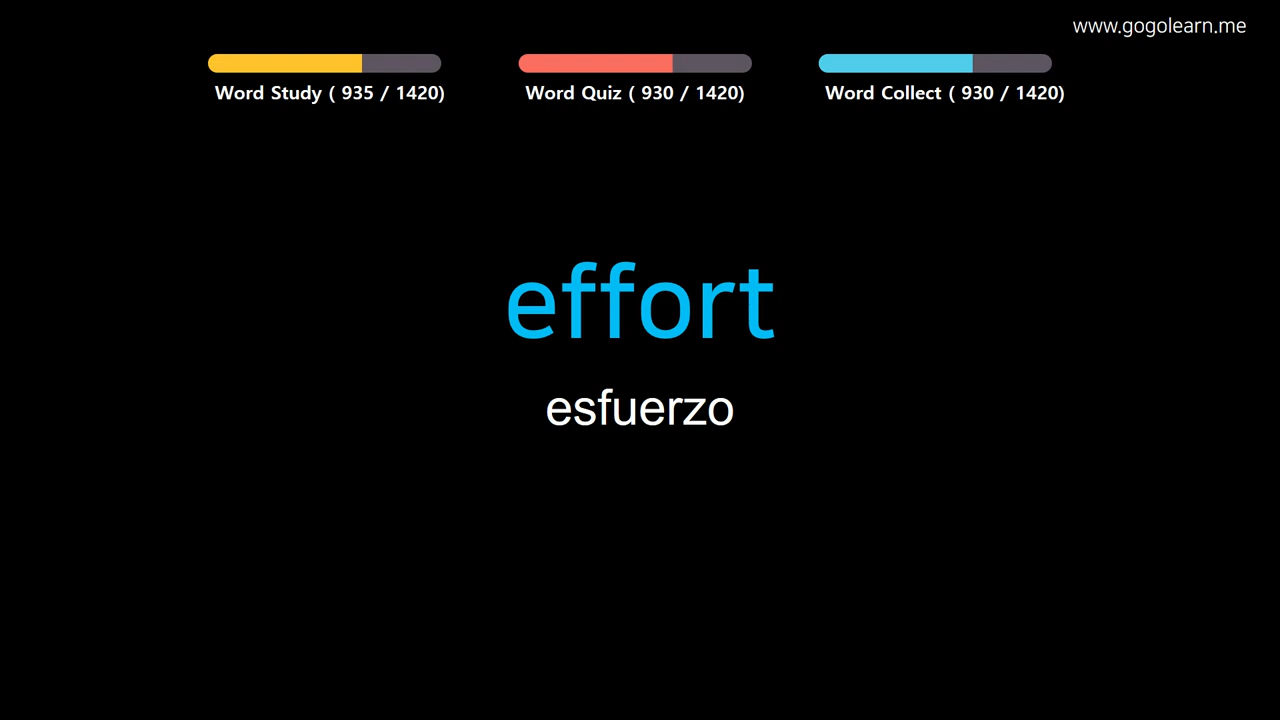 www.gogolearn.me
Word Study ( 935 / 1420)
Word Quiz ( 930 / 1420)
Word Collect ( 930 / 1420)
effort
esfuerzo